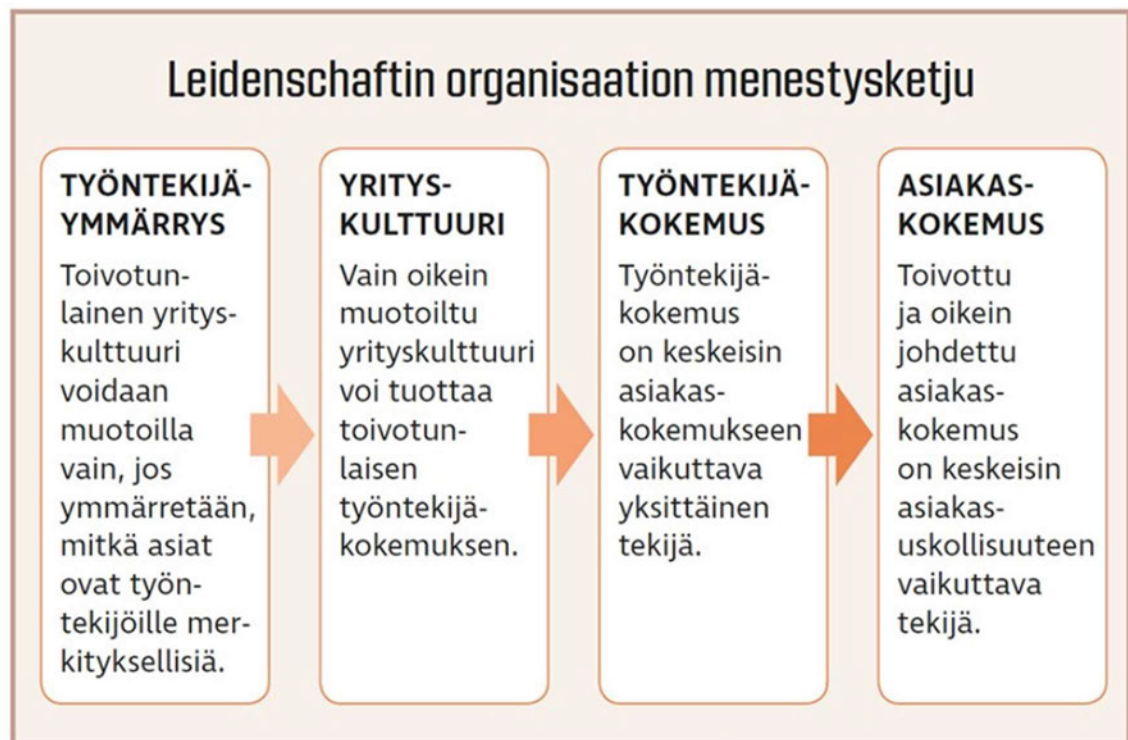 Leidenschaftin organisaation menestysketju
TYÖNTEKIJÄ-
YMMÄRRYS
Toivotun-
lainen yritys-
kulttuuri
voidaan
muotoilla
vain, jos
ymmärretään,
mitkä asiat
ovat työn-
tekijöille mer-
kityksellisiä.
YRITYS-
KULTTUURI
Vain oikein
muotoiltu
yrityskulttuuri
voi tuottaa
toivotun-
laisen
työntekijä-
kokemuksen.
TYÖNTEKIJÄ-
KOKEMUS
Työntekijä-
kokemus
on keskeisin
asiakas-
kokemukseen
vaikuttava
yksittäinen
tekijä.
ASIAKAS-
KOKEMUS
Toivottu
ja oikein
johdettu
asiakas-
kokemus
on keskeisin
asiakas-
uskollisuuteen
vaikuttava
tekijä.